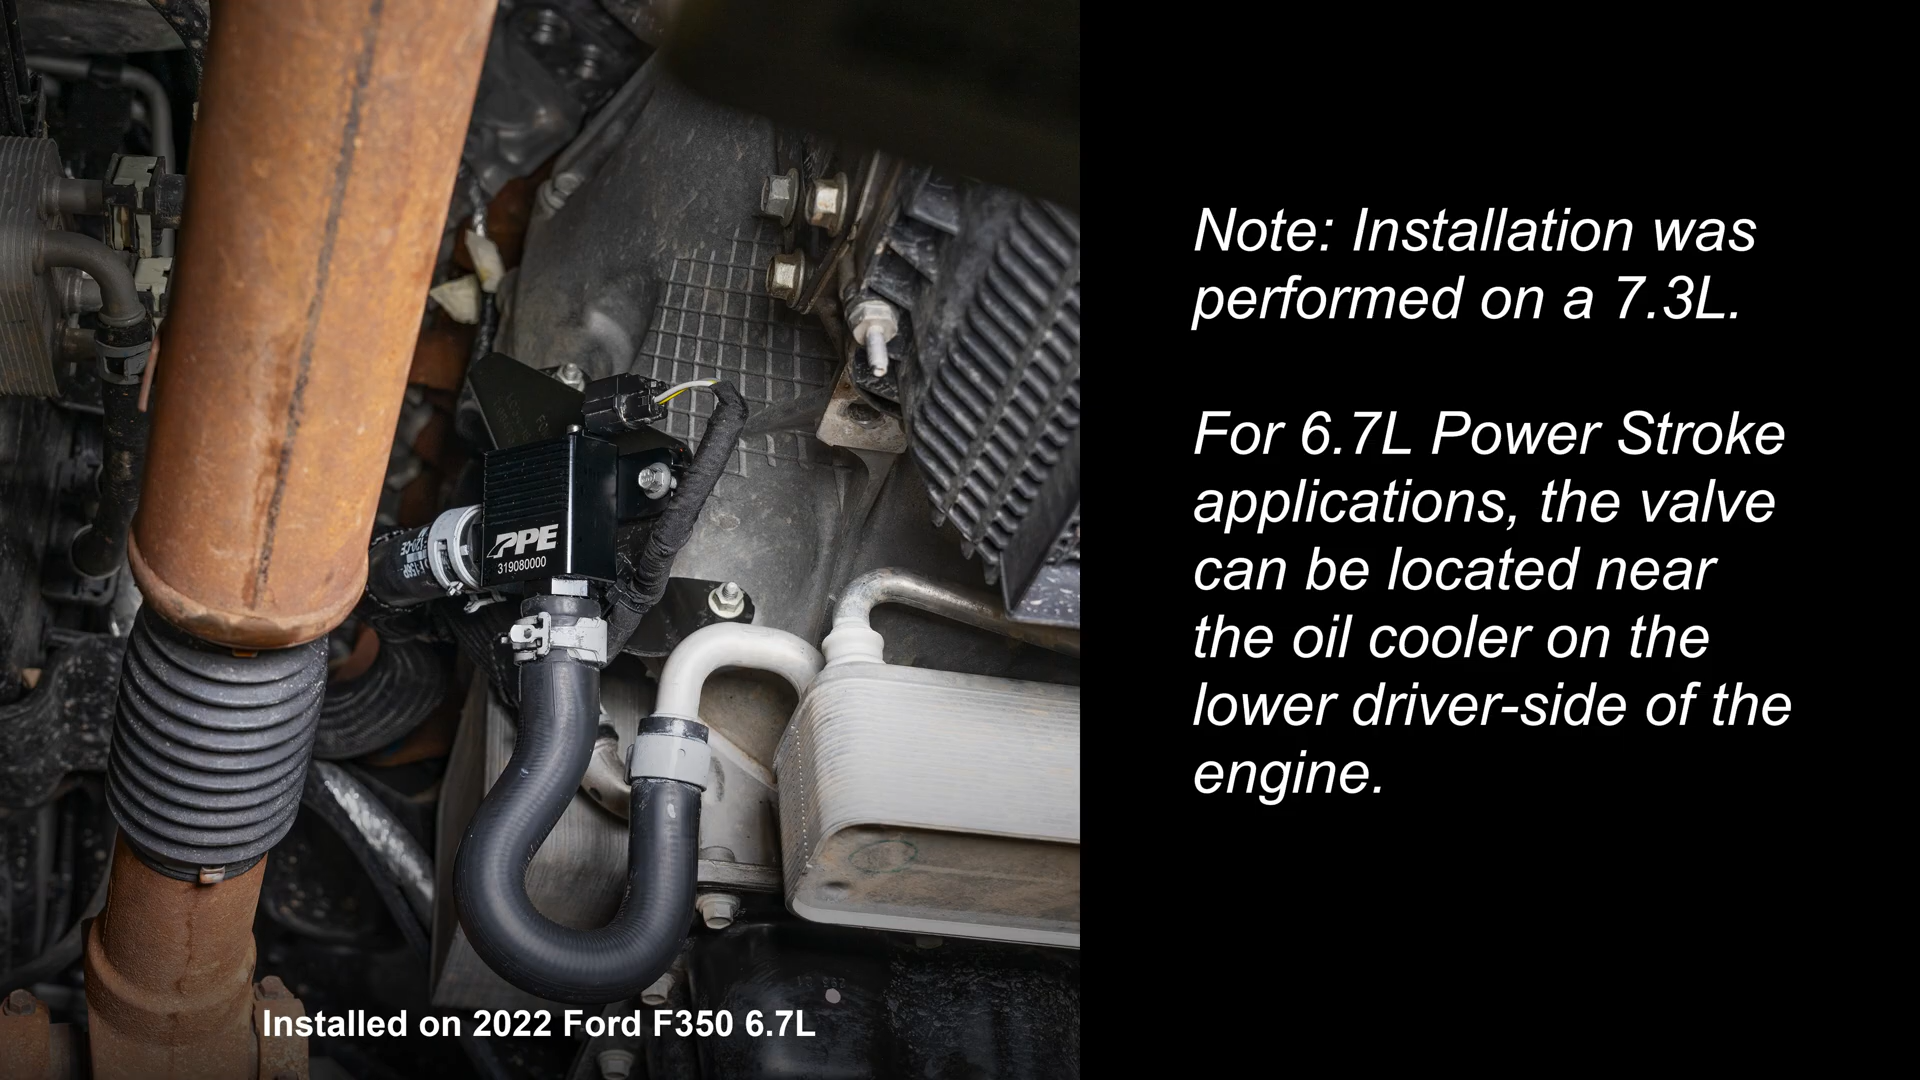 PPE
319080000
Installed on 2022 Ford F350 6.7L
Note: Installation was
performed on a 7.3L.
For 6.7L Power Stroke
applications, the valve
can be located near
the oil cooler on the
lower driver-side of the
engine.